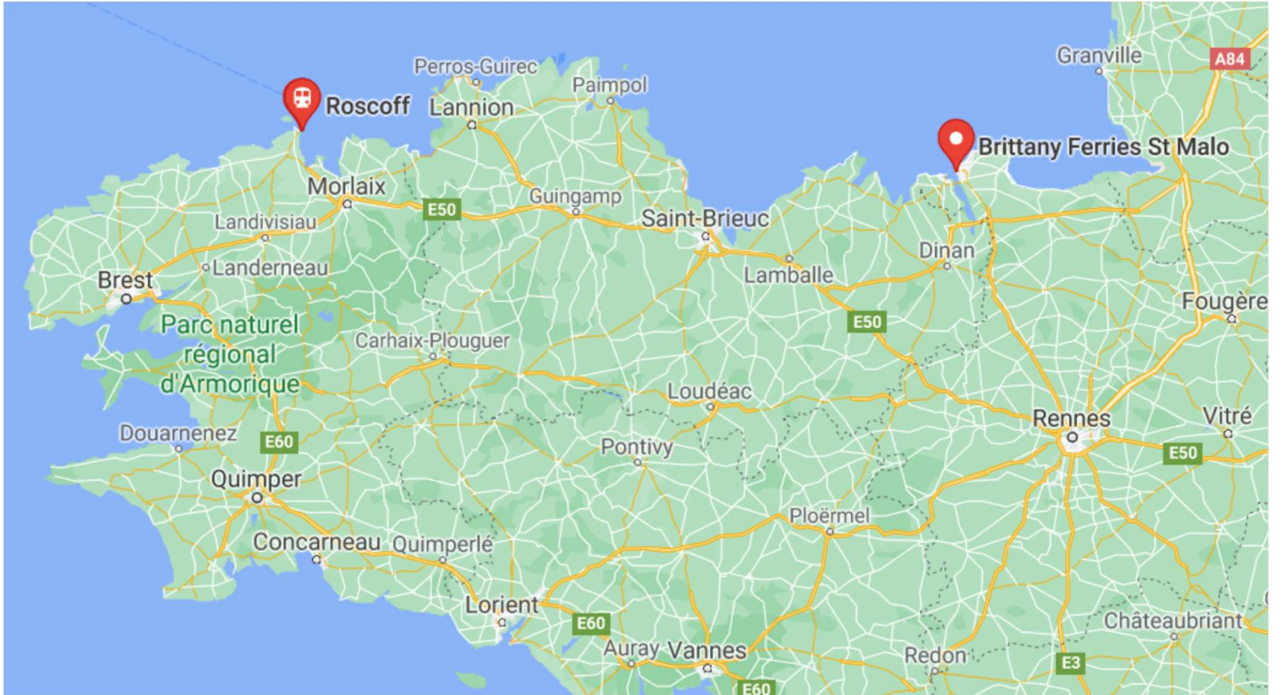 Granville
A84
Perros-Guirec
Paimpol
Roscoff
Lannion
Brittany Ferries St Malo
Morlaix
E50
Guingamp
Landivisiau
Saint-Brieuc
Dinan
Landerneau
Lamballe
Brest
Fougère
E50
Parc naturel
régional
d'Armorique
Carhaix-Plouguer
Loudéac
Rennes
Vitré
Douarnenez
E60
Pontivy
E50
Quimper
Ploërmel
Concarneau
Quimperlé
Lorient
E60
Châteaubriant
Auray
Vannes
Redon
E3
E60